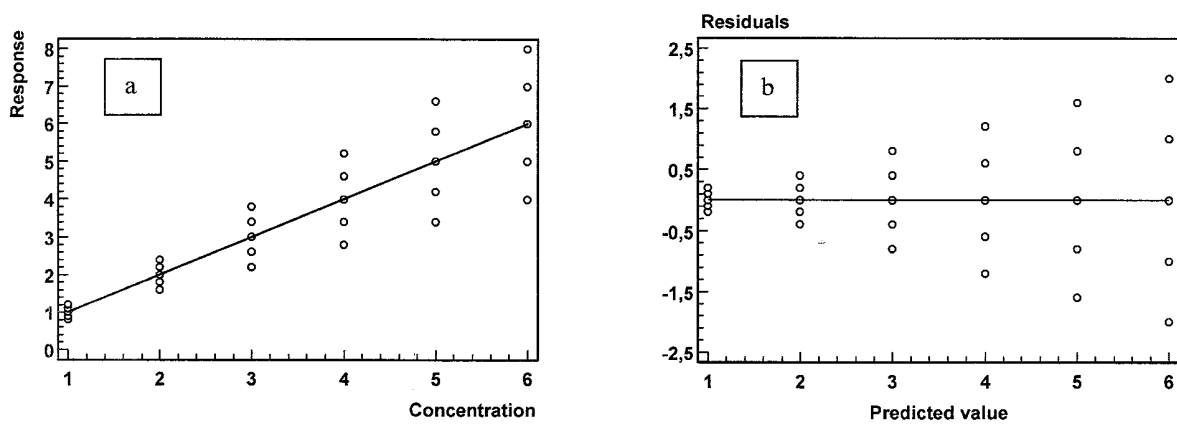 Response
8
7
6
5
4
3
2
1
0
a
1 2 3 4 5 6
Concentration
Residuals
2,5
1,5
0,5
-0,5
-1,5
-2,5
b
1 2 3 4 5 6
Predicted value